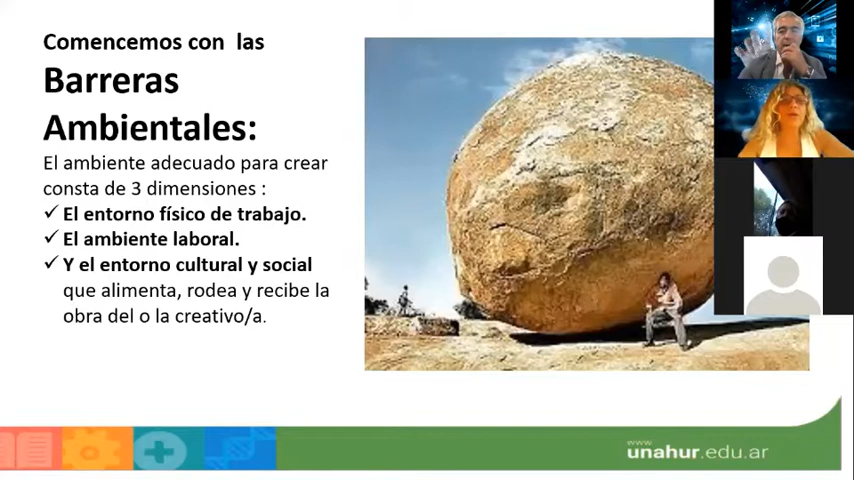 Comencemos con las
Barreras
Ambientales:
El ambiente adecuado para crear
consta de 3 dimensiones :
✓ El entorno físico de trabajo.
✓ El ambiente laboral.
✓ Y el entorno cultural y social
que alimenta, rodea y recibe la
obra del o la creativo/a.
www
unahur.edu.ar